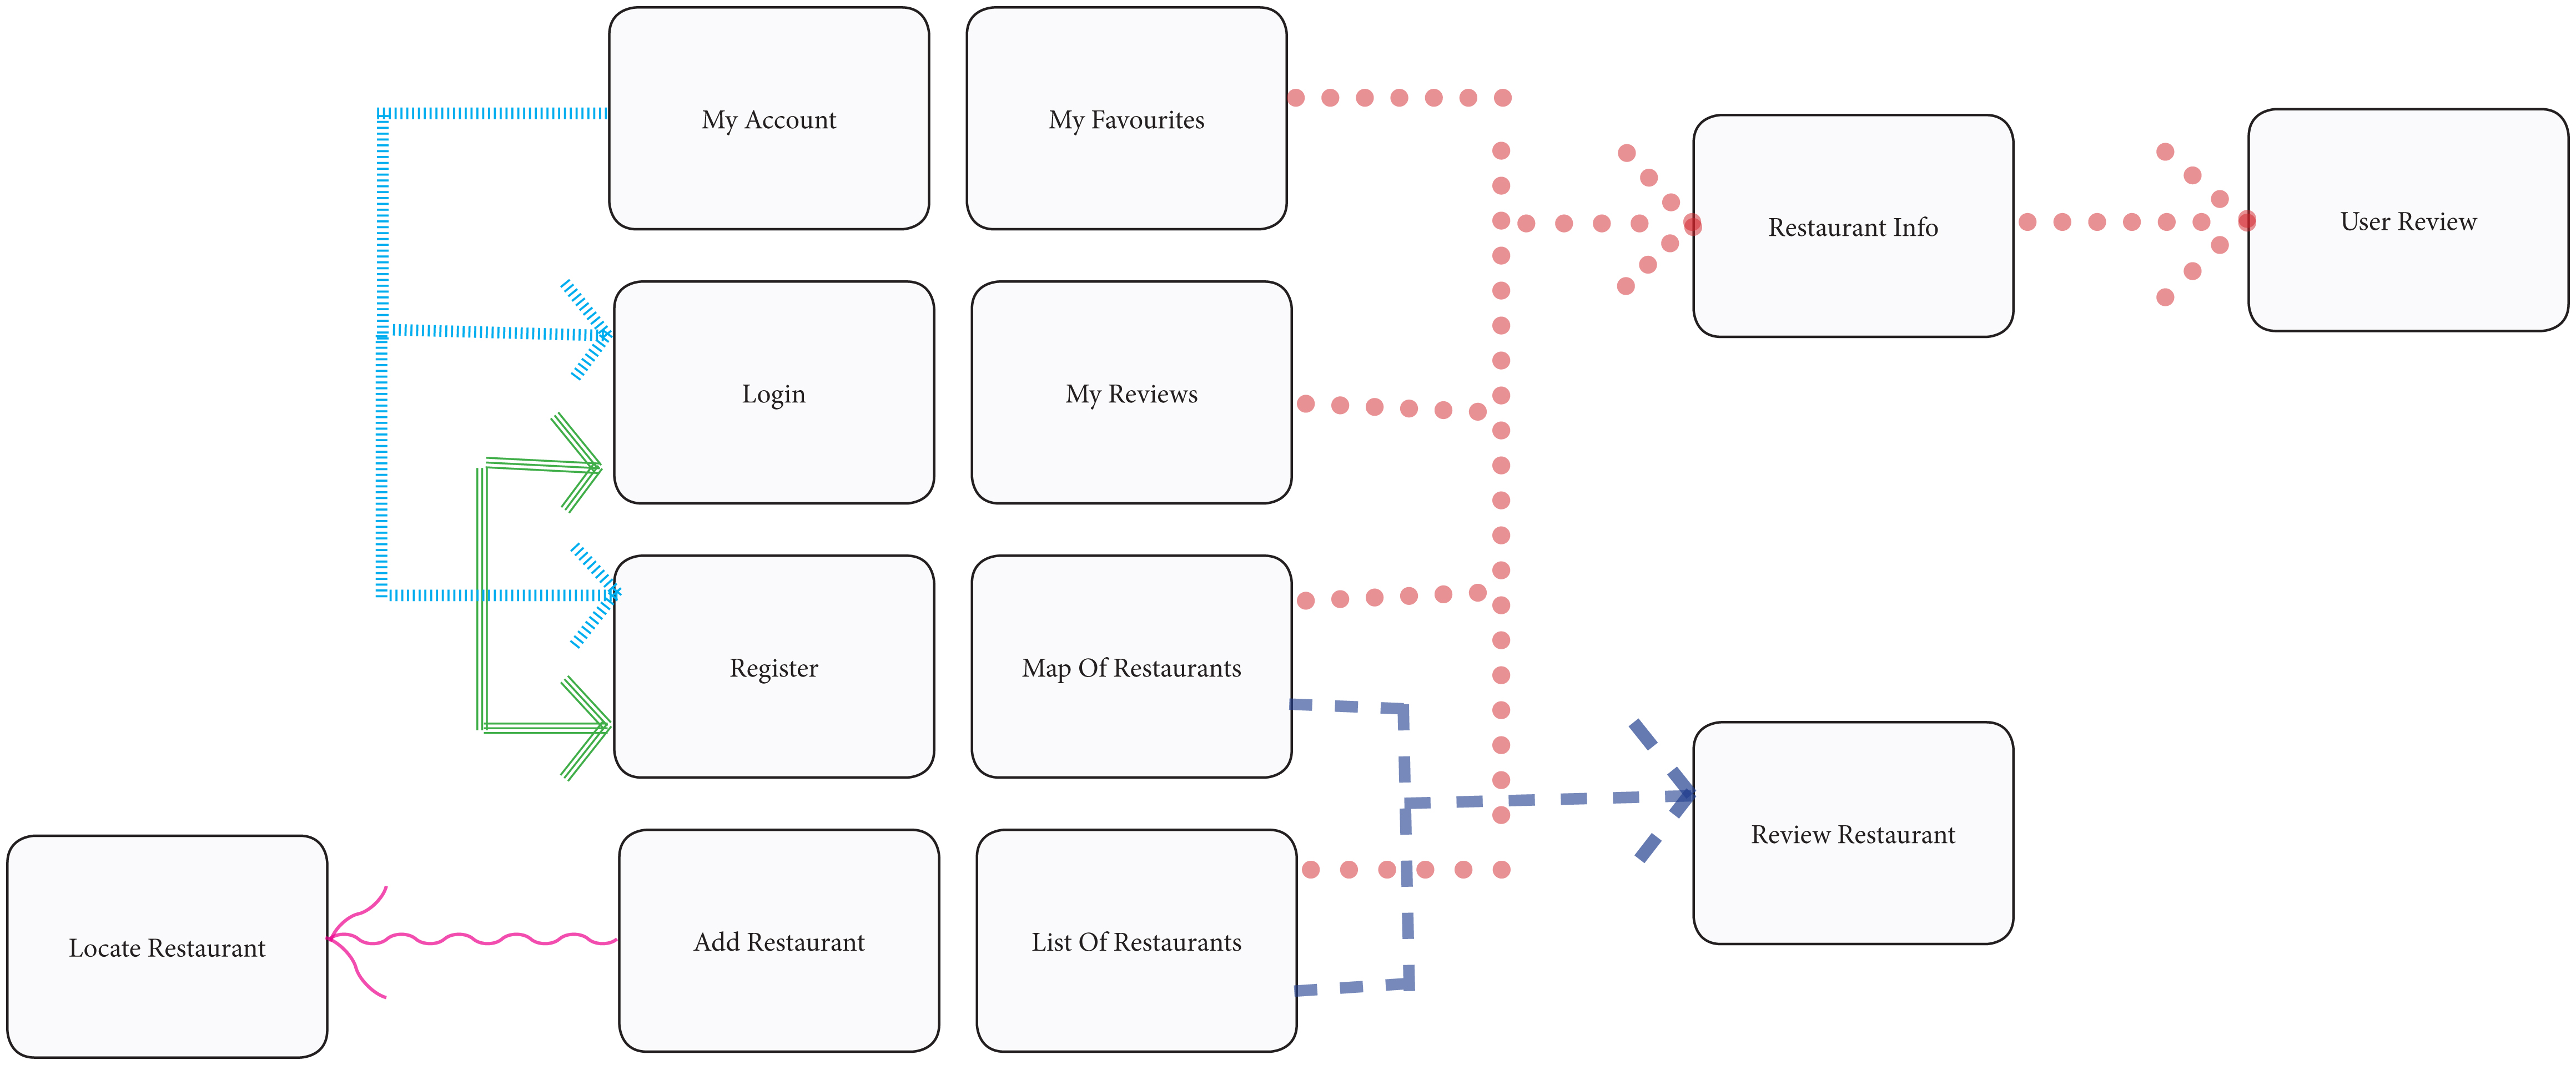 My Account
My Favourites
Restaurant Info
User Review
Login
My Reviews
Register
Map Of Restaurants
Review Restaurant
Locate Restaurant
Add Restaurant
List Of Restaurants